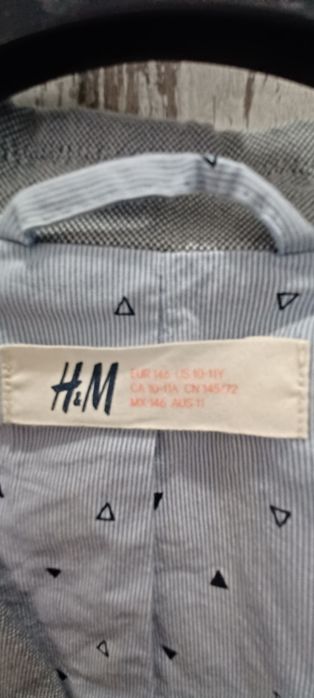 H&M
EUR 146 US 10-11Y
CA 10-11A CN 145/72
MX 146 AUS 11